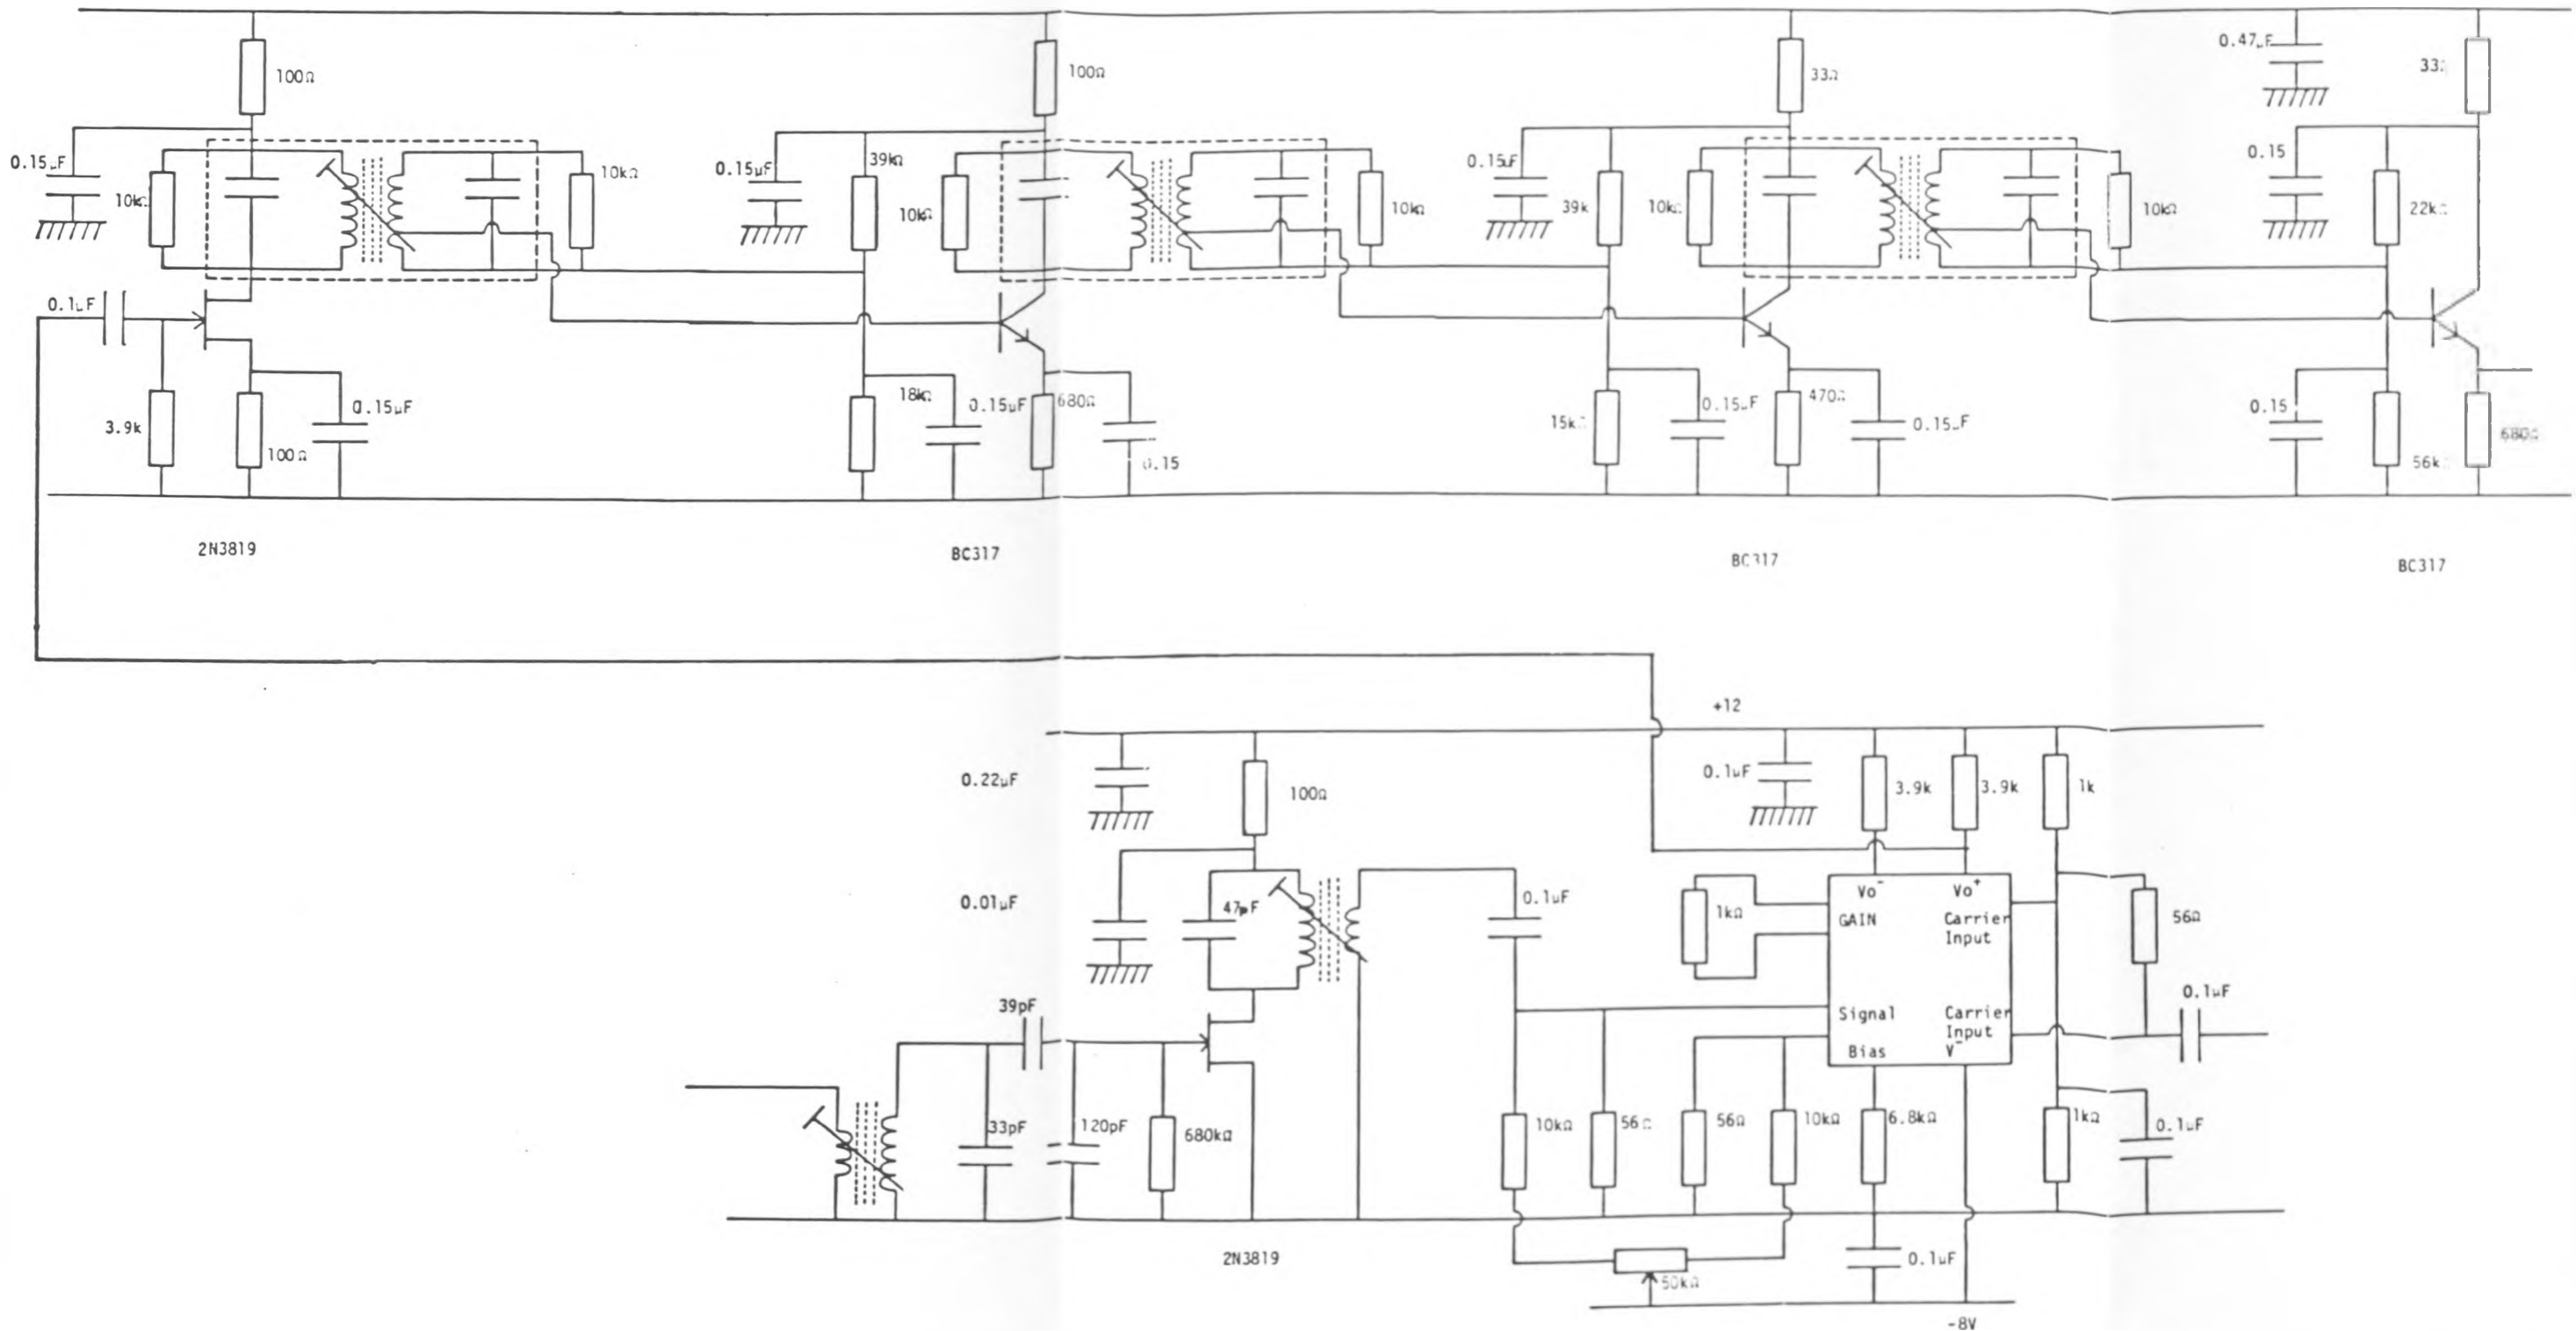 0.47µF
100Ω
100Ω
33Ω
33Ω
0.15µF
10kΩ
10kΩ
0.15µF
39kΩ
10kΩ
10kΩ
0.15µF
39k
10kΩ
10kΩ
0.15
22kΩ
0.1µF
3.9k
100Ω
0.15µF
18kΩ
0.15µF
680Ω
0.15
15kΩ
0.15µF
470Ω
0.15µF
0.15
56k
680Ω
2N3819
BC317
BC317
BC317
+12
0.22µF
100Ω
0.1µF
3.9k
3.9k
1k
0.01µF
47pF
0.1µF
1kΩ
Vo⁻ Vo⁺
GAIN Carrier
Input
56Ω
39pF
Signal Carrier
Input
Bias V⁻
0.1µF
33pF
120pF
680kΩ
10kΩ
56Ω
56Ω
10kΩ
6.8kΩ
1kΩ
0.1µF
2N3819
50kΩ
0.1µF
-8V